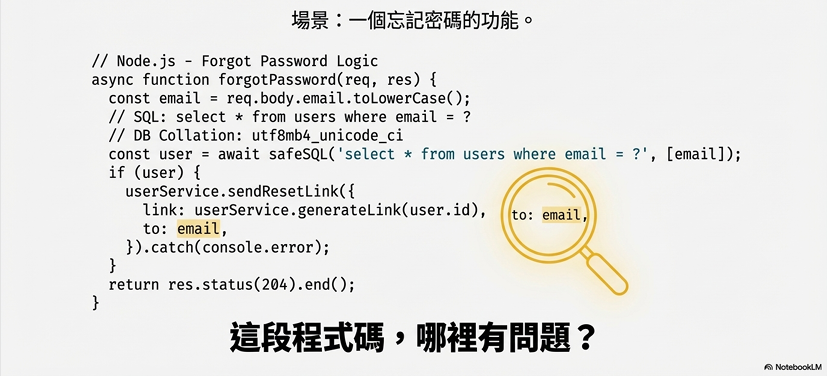 場景：一個忘記密碼的功能。
// Node.js - Forgot Password Logic
async function forgotPassword(req, res) {
  const email = req.body.email.toLowerCase();
  // SQL: select * from users where email = ?
  // DB Collation: utf8mb4_unicode_ci
  const user = await safeSQL('select * from users where email = ?', [email]);
  if (user) {
    userService.sendResetLink({
      link: userService.generateLink(user.id),
      to: email,
    }).catch(console.error);
  }
  return res.status(204).end();
}
to: email,
這段程式碼，哪裡有問題？
NotebookLM